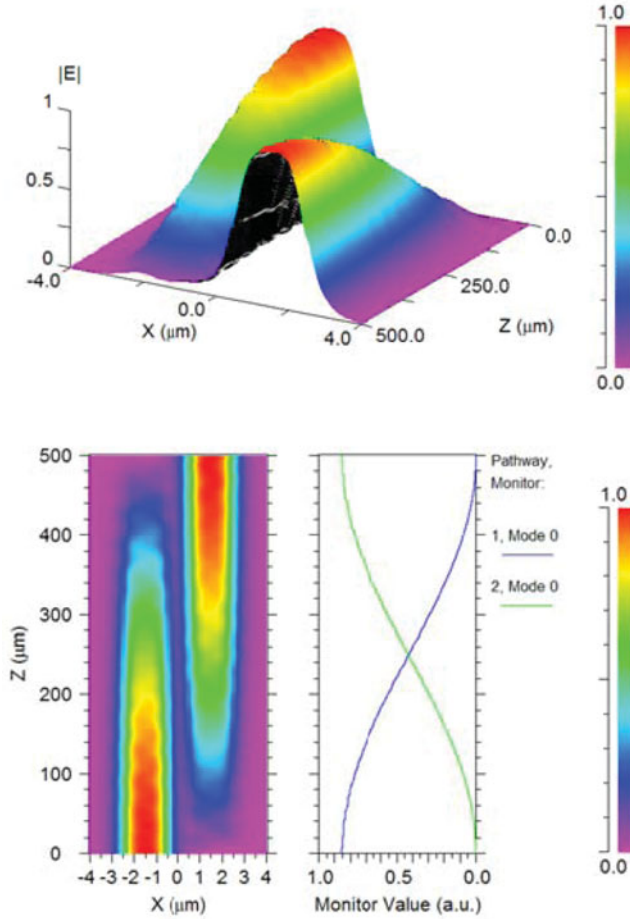 1.0
|E|
1
0.5
0
-4.0
0.0
X (μm)
4.0
500.0
250.0
Z (μm)
0.0
0.0
500
400
300
200
100
0
Z (μm)
-4 -3 -2 -1 0 1 2 3 4
X (μm)
1.0 0.5 0.0
Monitor Value (a.u.)
Pathway,
Monitor:
1, Mode 0
2, Mode 0
1.0
0.0